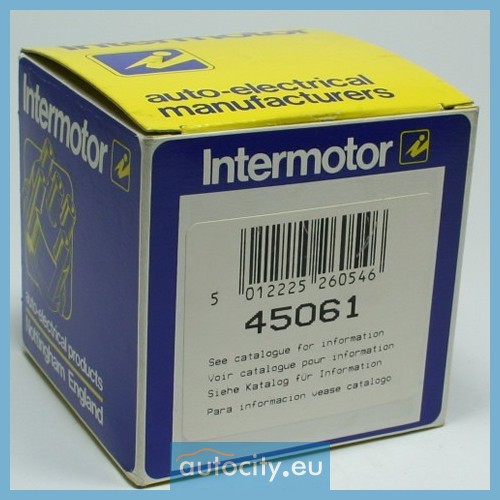 Intermotor
auto-electrical
manufacturers
Intermotor
auto-electrical products
Nottingham England
Intermotor
5 012225 260546
45061
See catalogue for information
Voir catalogue pour information
Siehe Katalog für Information
Para informacion vease catalogo
autocity.eu